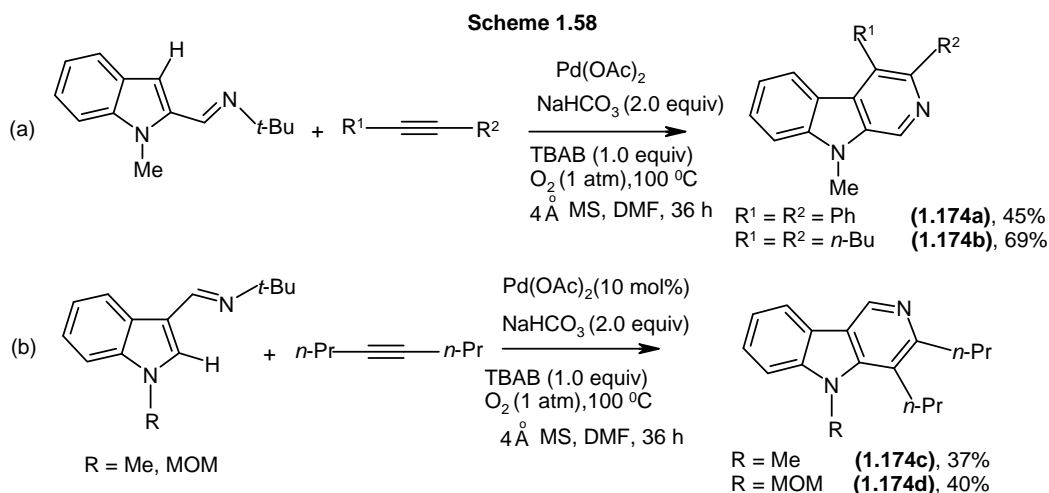 Scheme 1.58
(a)
H
N
N
t-Bu
Me
+
R¹
R²
Pd(OAc)₂
NaHCO₃ (2.0 equiv)
TBAB (1.0 equiv)
O₂ (1 atm),100 ⁰C
4 Å MS, DMF, 36 h
R¹
R²
N
N
Me
R¹ = R² = Ph (1.174a), 45%
R¹ = R² = n-Bu (1.174b), 69%
(b)
N
t-Bu
N
H
R
R = Me, MOM
+
n-Pr
n-Pr
Pd(OAc)₂ (10 mol%)
NaHCO₃ (2.0 equiv)
TBAB (1.0 equiv)
O₂ (1 atm),100 ⁰C
4 Å MS, DMF, 36 h
N
n-Pr
n-Pr
N
R
R = Me (1.174c), 37%
R = MOM (1.174d), 40%